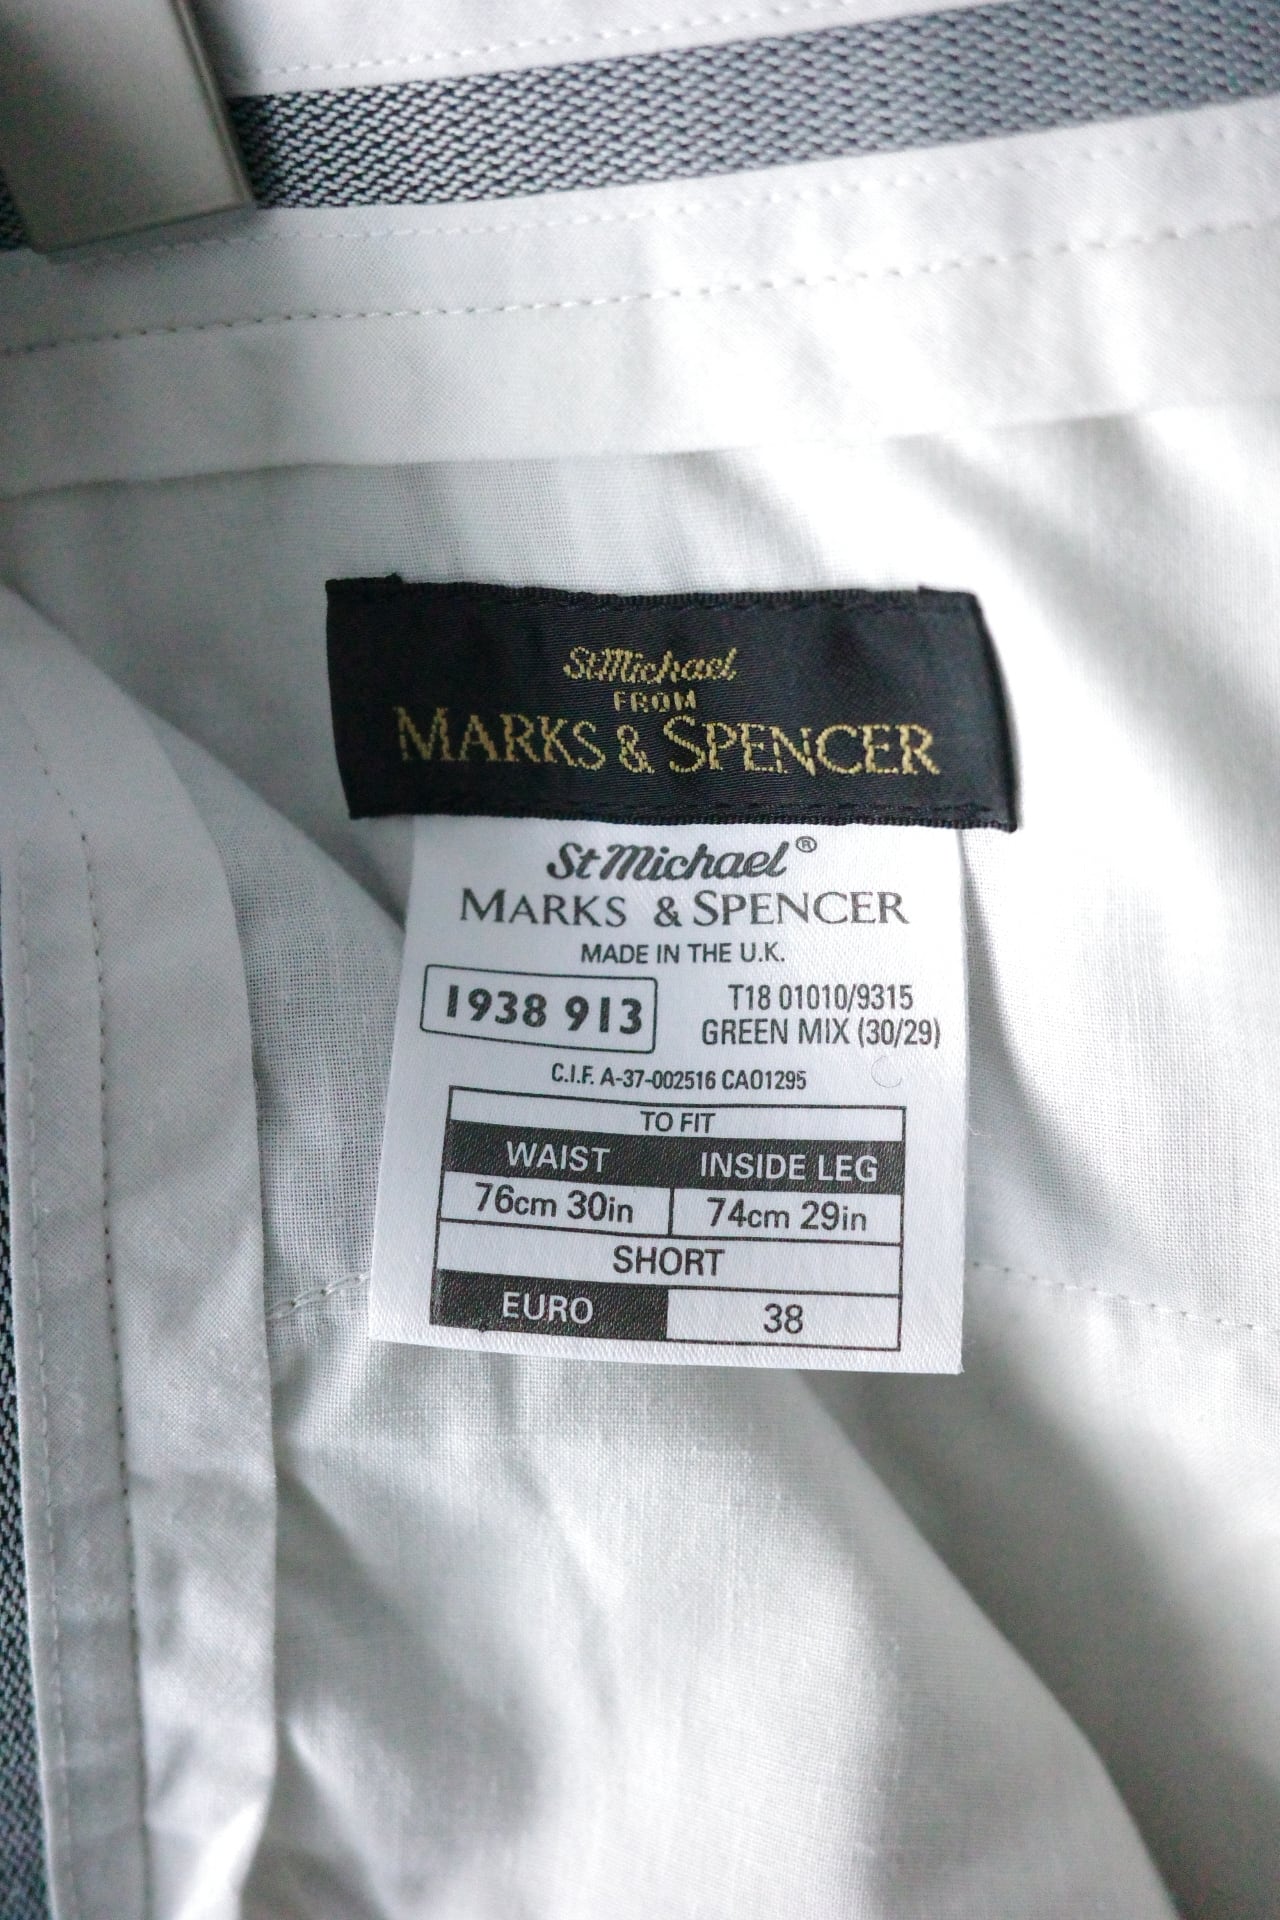 St Michael
FROM
MARKS & SPENCER
St Michael®
MARKS & SPENCER
MADE IN THE U.K.
1938 913
T18 01010/9315
GREEN MIX (30/29)
C.I.F. A-37-002516 CA01295
TO FIT
WAIST INSIDE LEG
76cm 30in 74cm 29in
SHORT
EURO 38